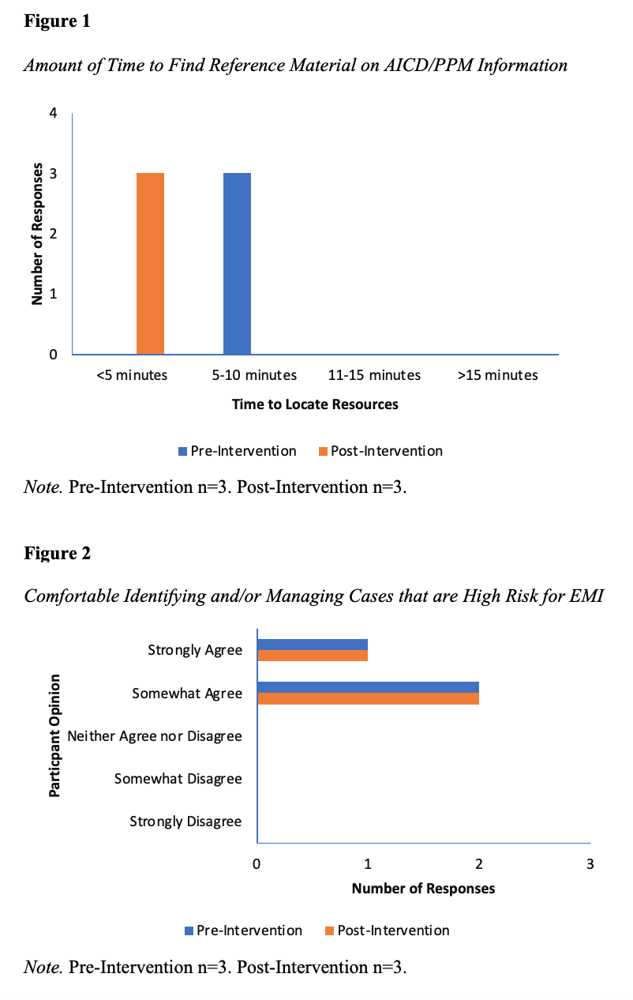 Figure 1
Amount of Time to Find Reference Material on AICD/PPM Information
4
3
2
1
0
Number of Responses
<5 minutes 5-10 minutes 11-15 minutes >15 minutes
Time to Locate Resources
Pre-Intervention Post-Intervention
Note. Pre-Intervention n=3. Post-Intervention n=3.
Figure 2
Comfortable Identifying and/or Managing Cases that are High Risk for EMI
Particpant Opinion
Strongly Agree
Somewhat Agree
Neither Agree nor Disagree
Somewhat Disagree
Strongly Disagree
0 1 2 3
Number of Responses
Pre-Intervention Post-Intervention
Note. Pre-Intervention n=3. Post-Intervention n=3.